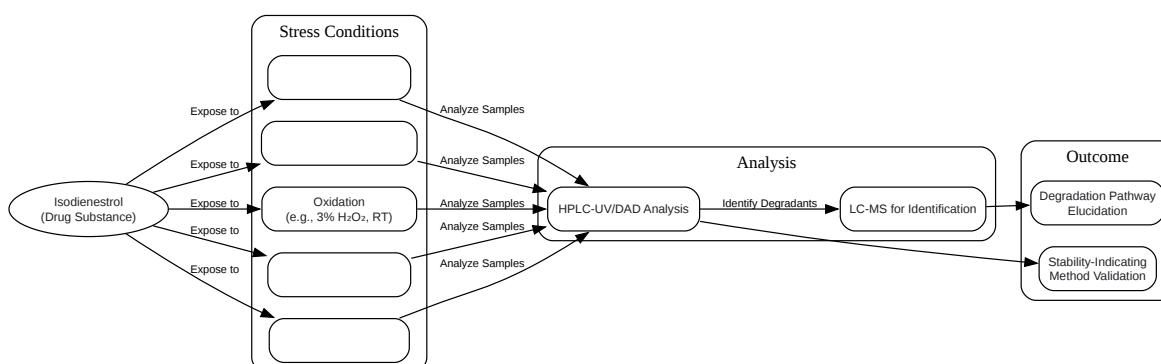 Stress Conditions
Expose to
Expose to
Expose to
Expose to
Expose to
Isodienestrol
(Drug Substance)
Oxidation
(e.g., 3% H₂O₂, RT)
Analyze Samples
Analyze Samples
Analyze Samples
Analyze Samples
Analyze Samples
Analysis
HPLC-UV/DAD Analysis
Identify Degradants
LC-MS for Identification
Outcome
Degradation Pathway
Elucidation
Stability-Indicating
Method Validation